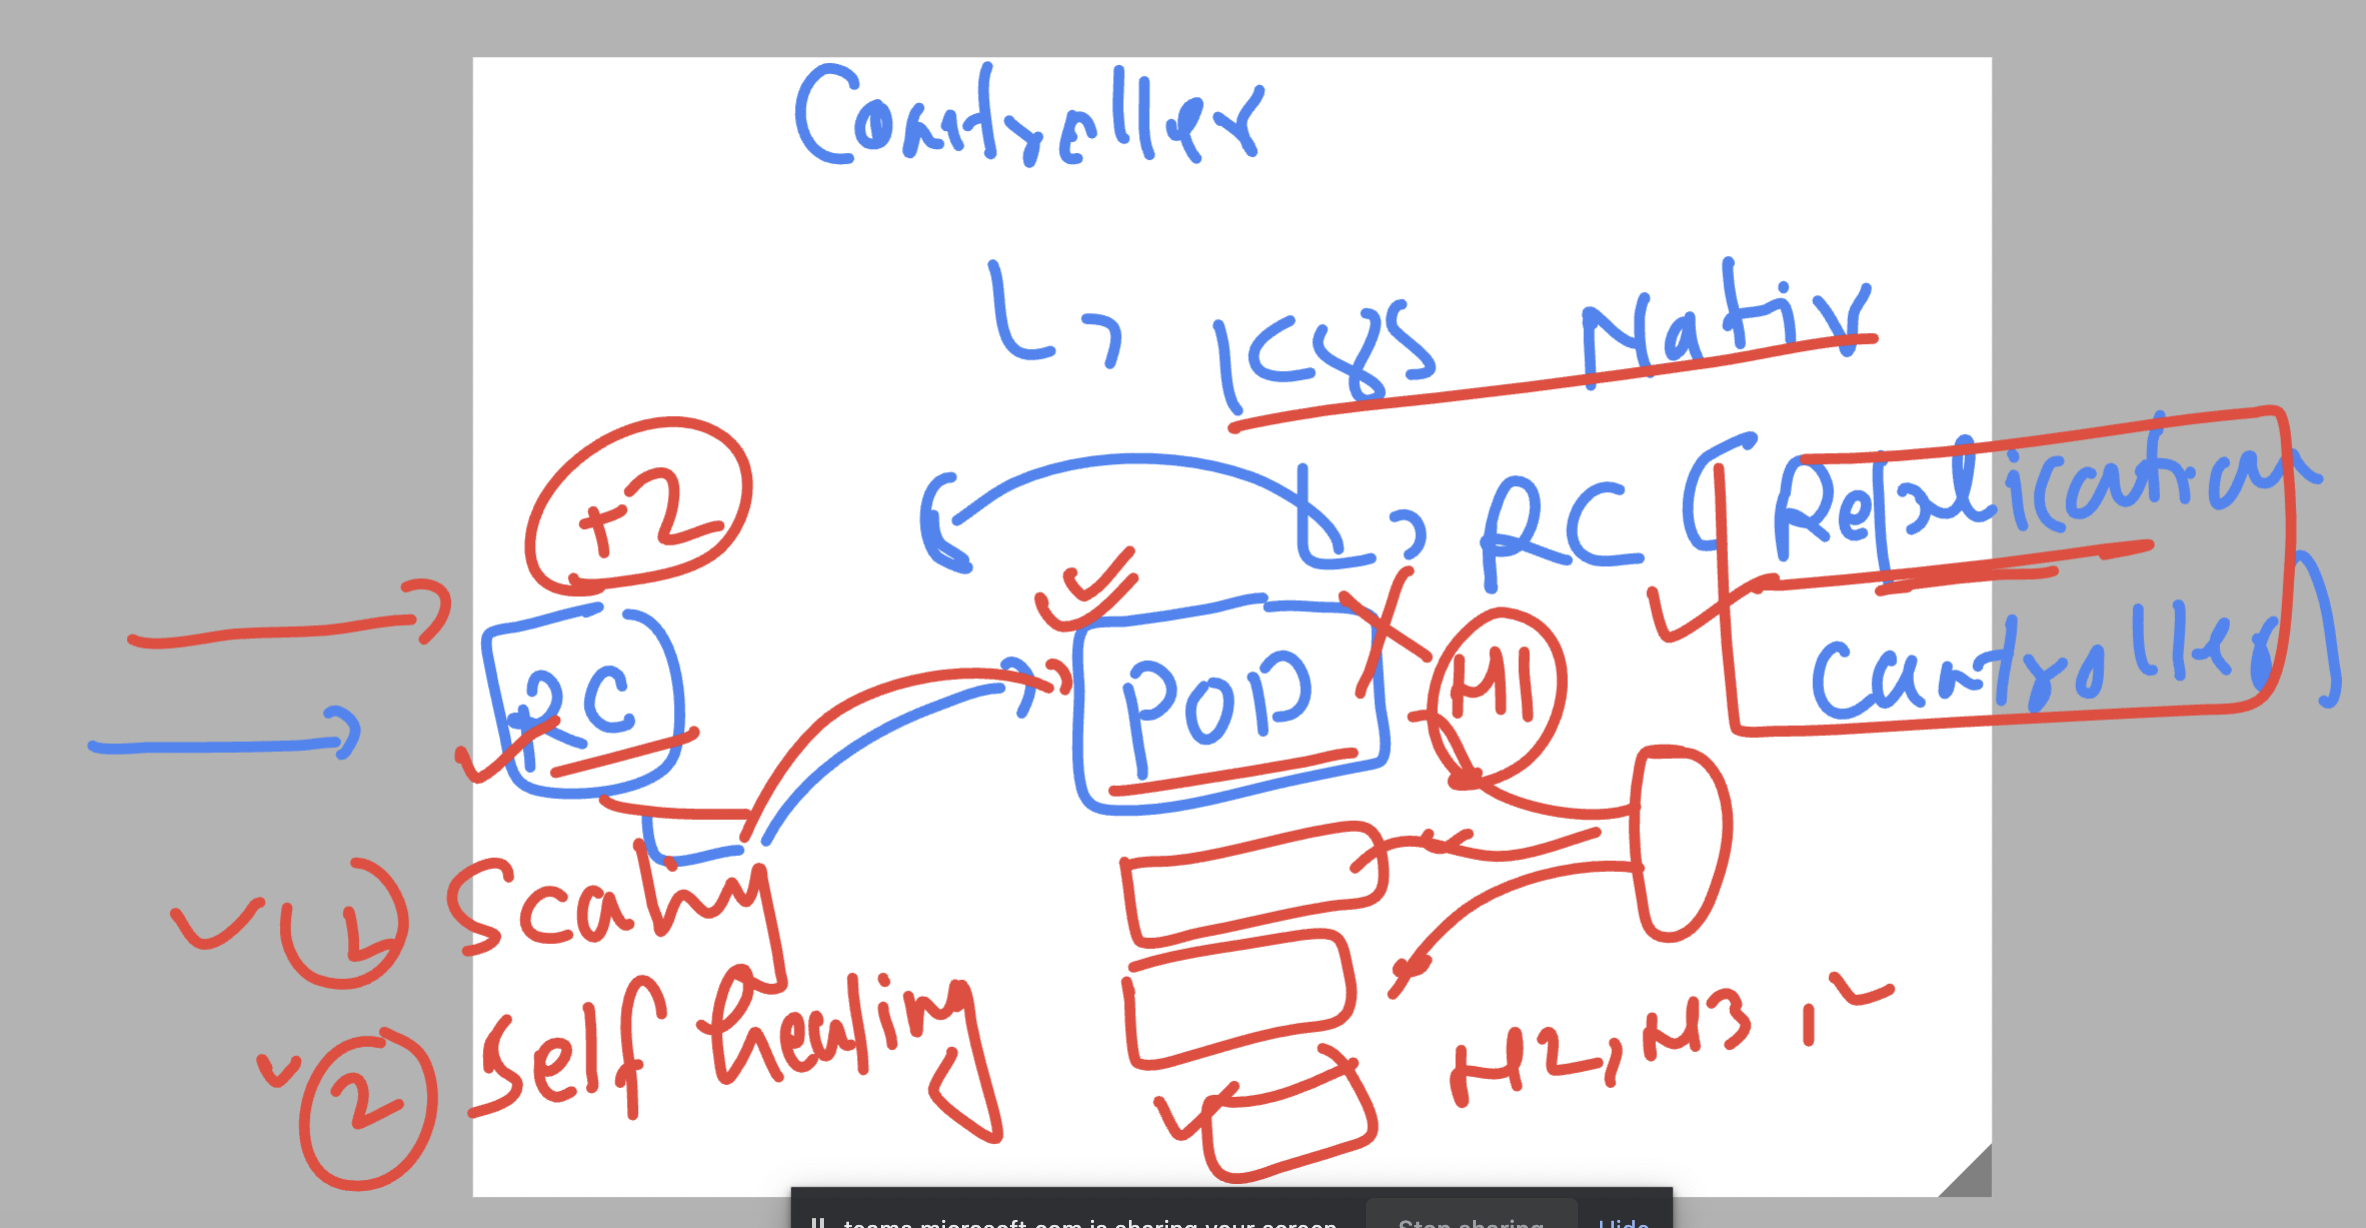 Controller
K8s Nativ
+2
RC (Replication
Controller)
RC
POD
M1
1 Scaling
2 Self healing
M2, M3,
teams.microsoft.com is sharing your screen.
Stop sharing
Hide